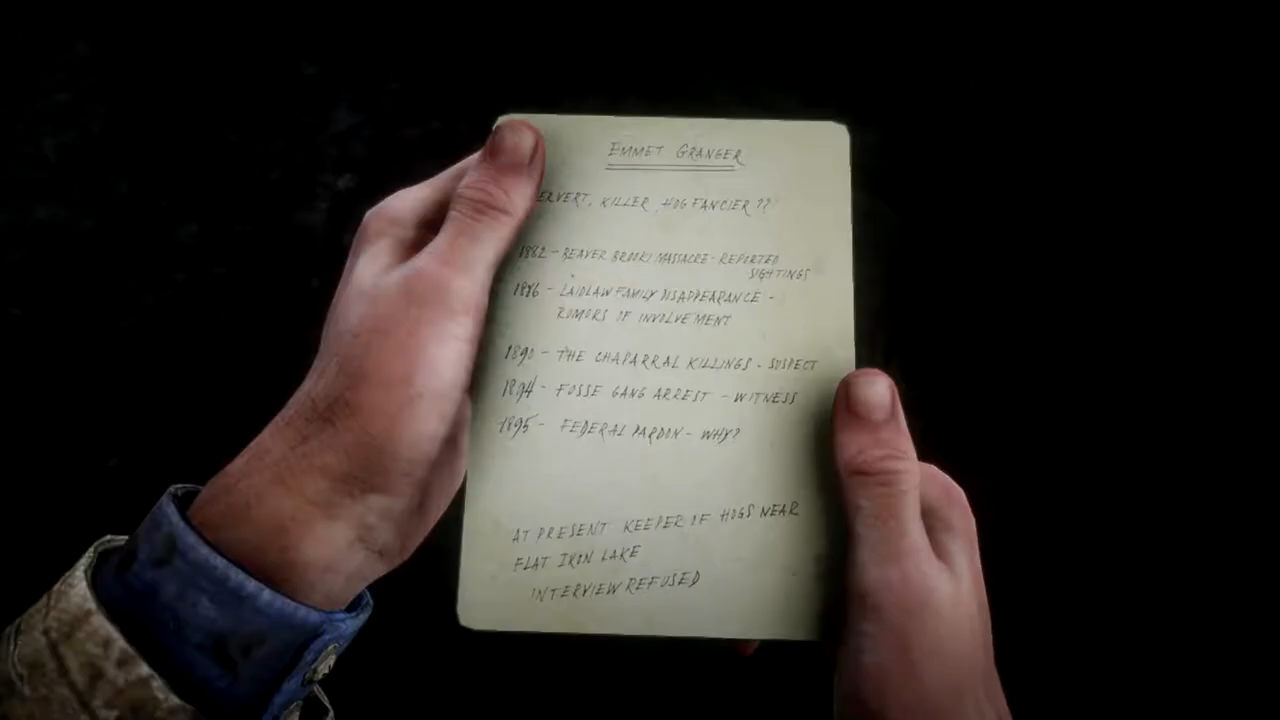 EMMET GRANGER
ERVERT, KILLER, HOG FANCIER ??
1882 - BEAVER BROOK MASSACRE - REPORTED
SIGHTINGS
1886 - LAIDLAW FAMILY DISAPPEARANCE -
RUMORS OF INVOLVEMENT
1890 - THE CHAPARRAL KILLINGS - SUSPECT
1894 - FOSSE GANG ARREST - WITNESS
1895 - FEDERAL PARDON - WHY?
AT PRESENT KEEPER OF HOGS NEAR
FLAT IRON LAKE
INTERVIEW REFUSED